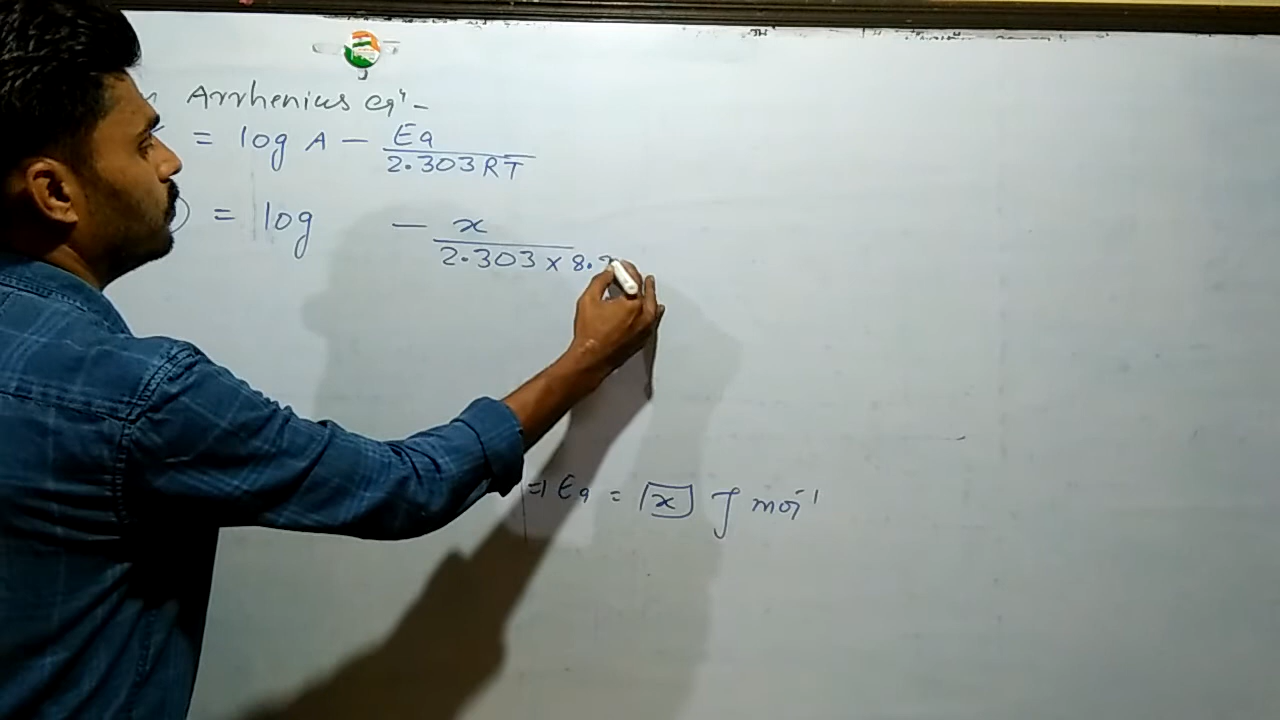 Arrhenius eqⁿ -
= log A - Ea / 2.303RT
= log - x / 2.303 x 8.
⇒ Ea = x J mol⁻¹